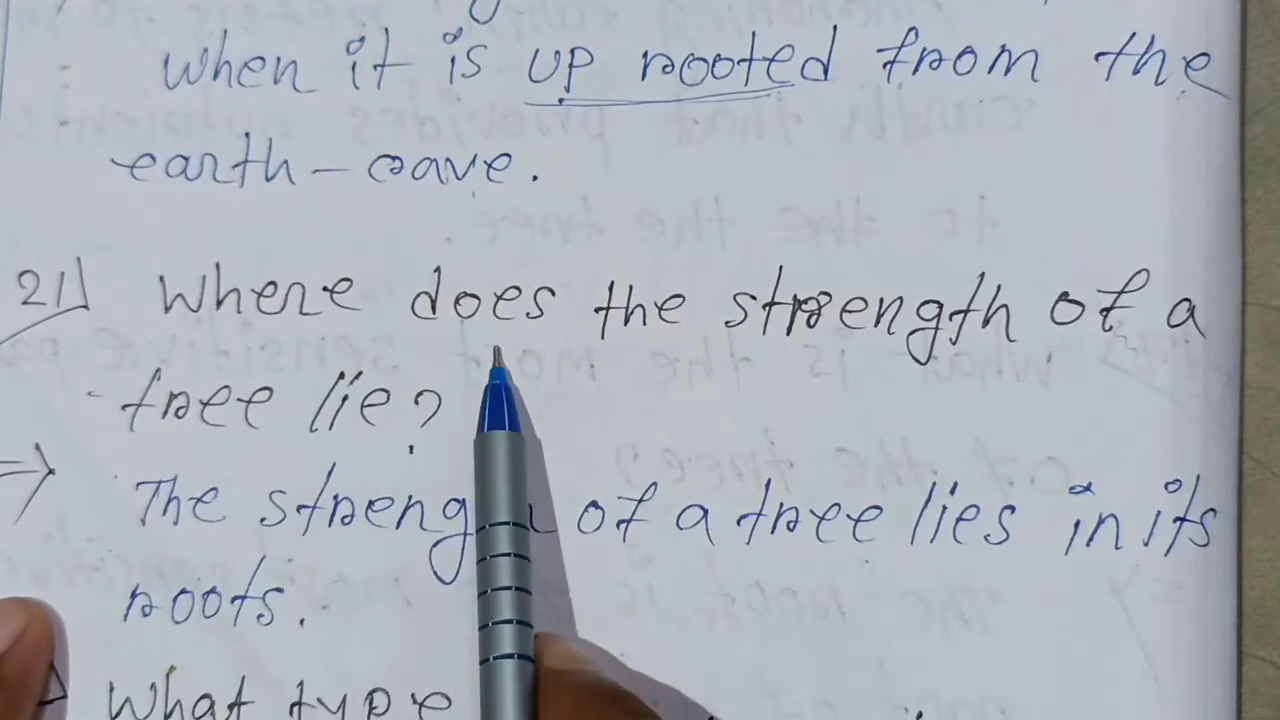 when it is up rooted from the
earth-cave.
21) Where does the strength of a
tree lie?
⇒ The strength of a tree lies in its
roots.
What type